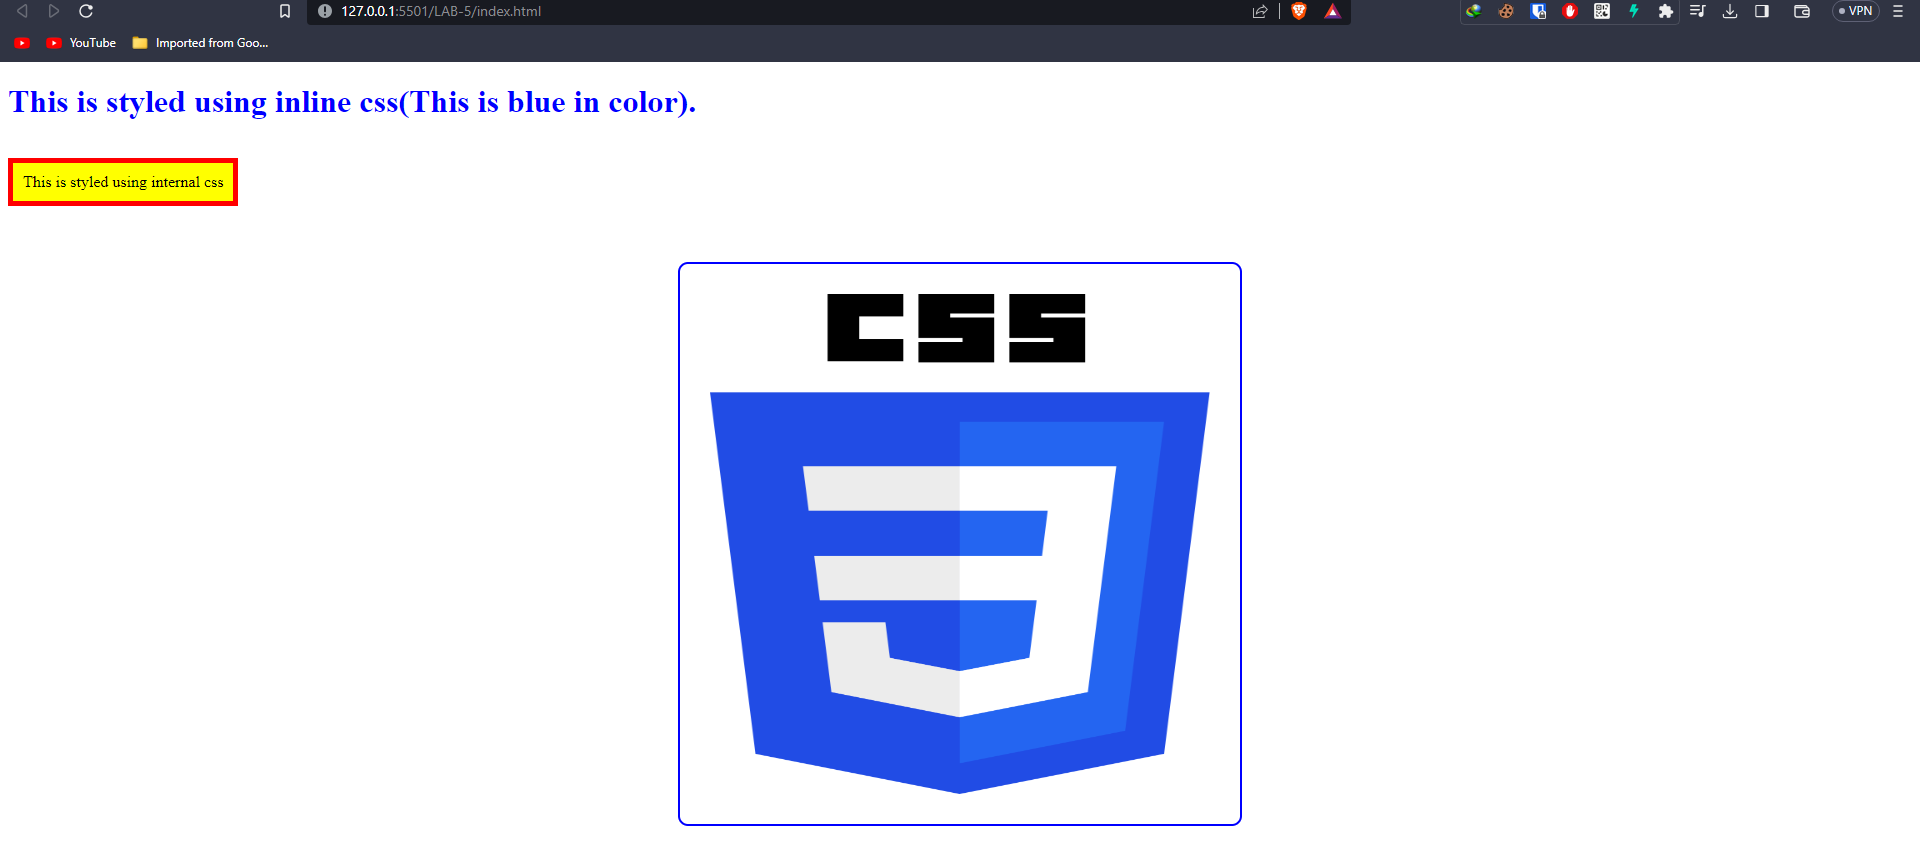 127.0.0.1:5501/LAB-5/index.html
VPN
YouTube
Imported from Goo...
This is styled using inline css(This is blue in color).
This is styled using internal css
CSS
3